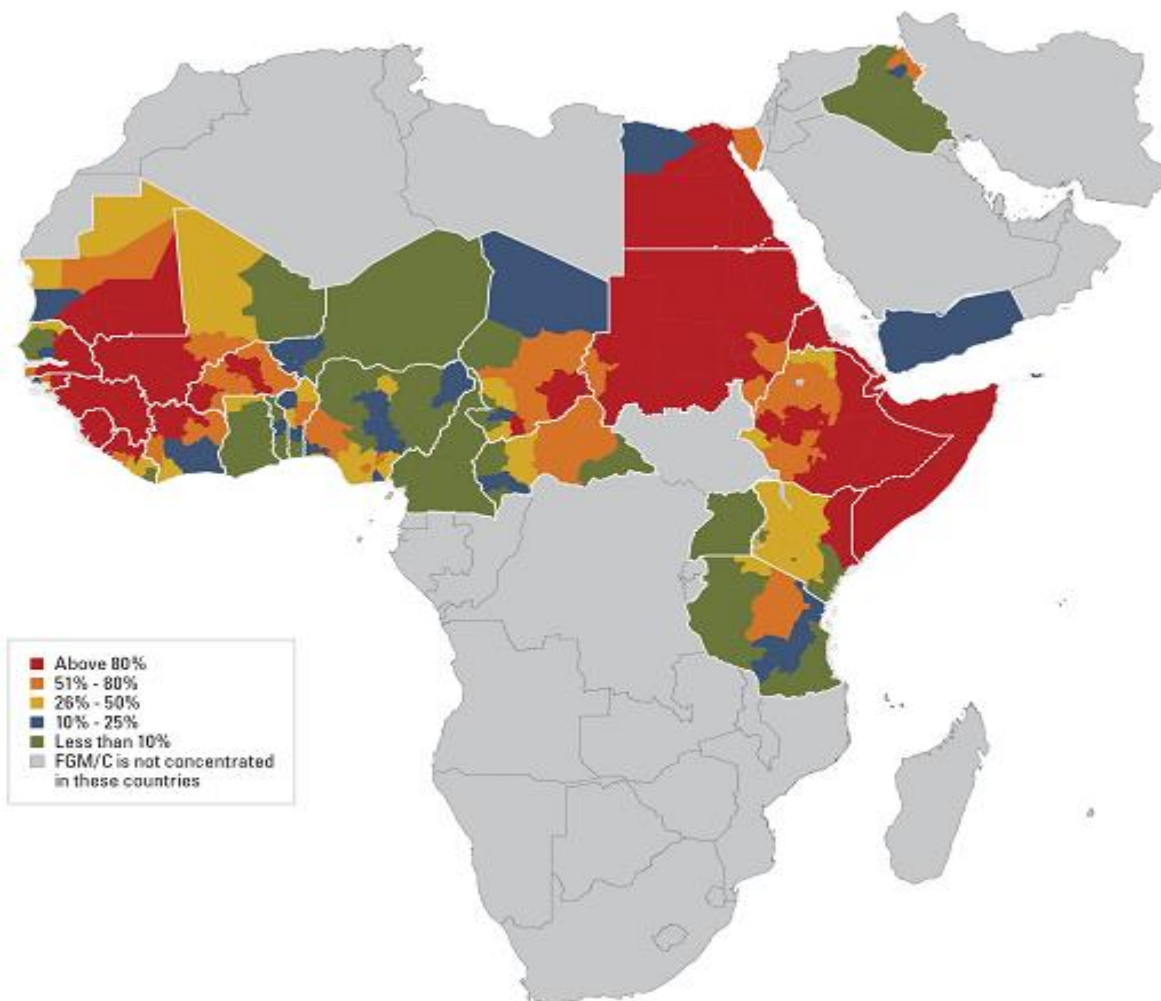 Above 80%
51% - 80%
26% - 50%
10% - 25%
Less than 10%
FGM/C is not concentrated
in these countries